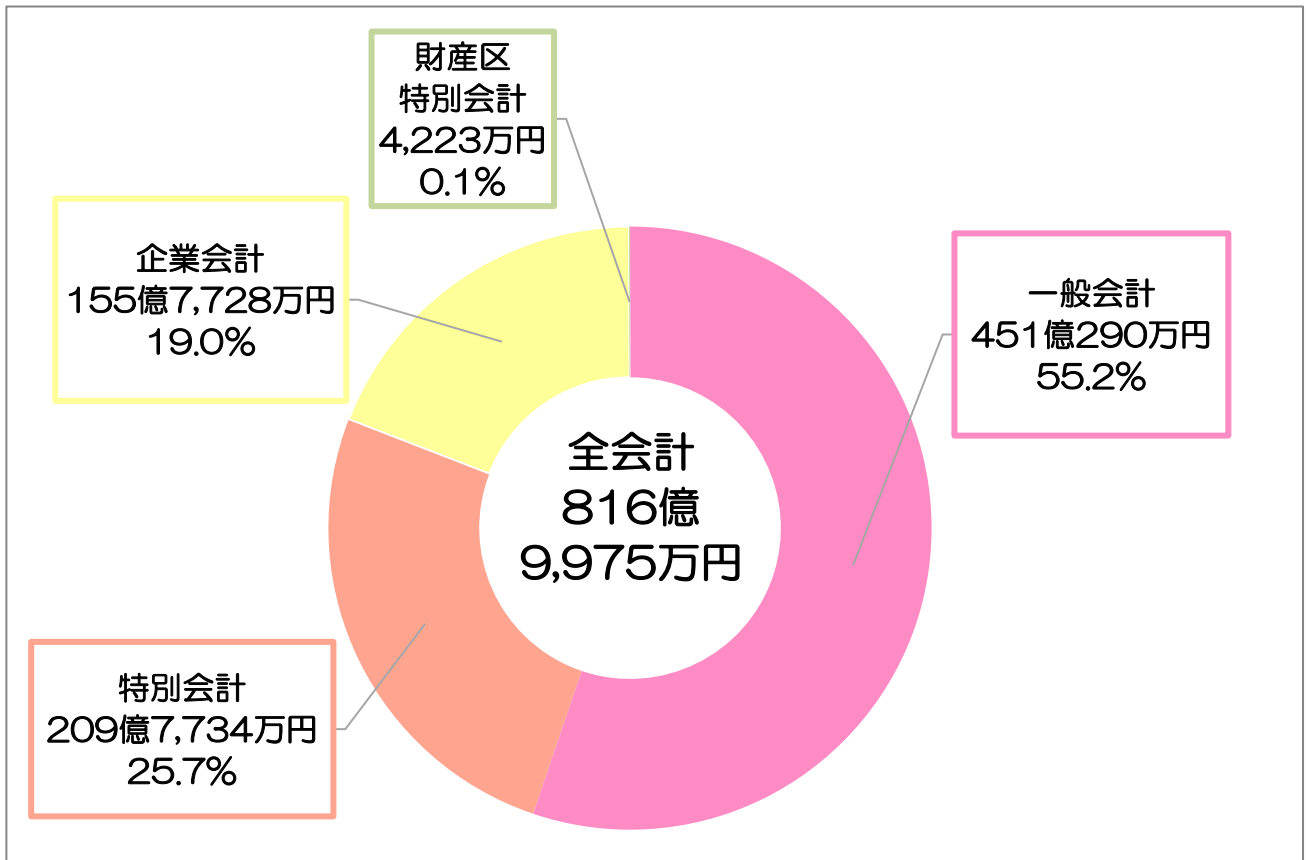 財産区
特別会計
4,223万円
0.1%
企業会計
155億7,728万円
19.0%
一般会計
451億290万円
55.2%
全会計
816億
9,975万円
特別会計
209億7,734万円
25.7%